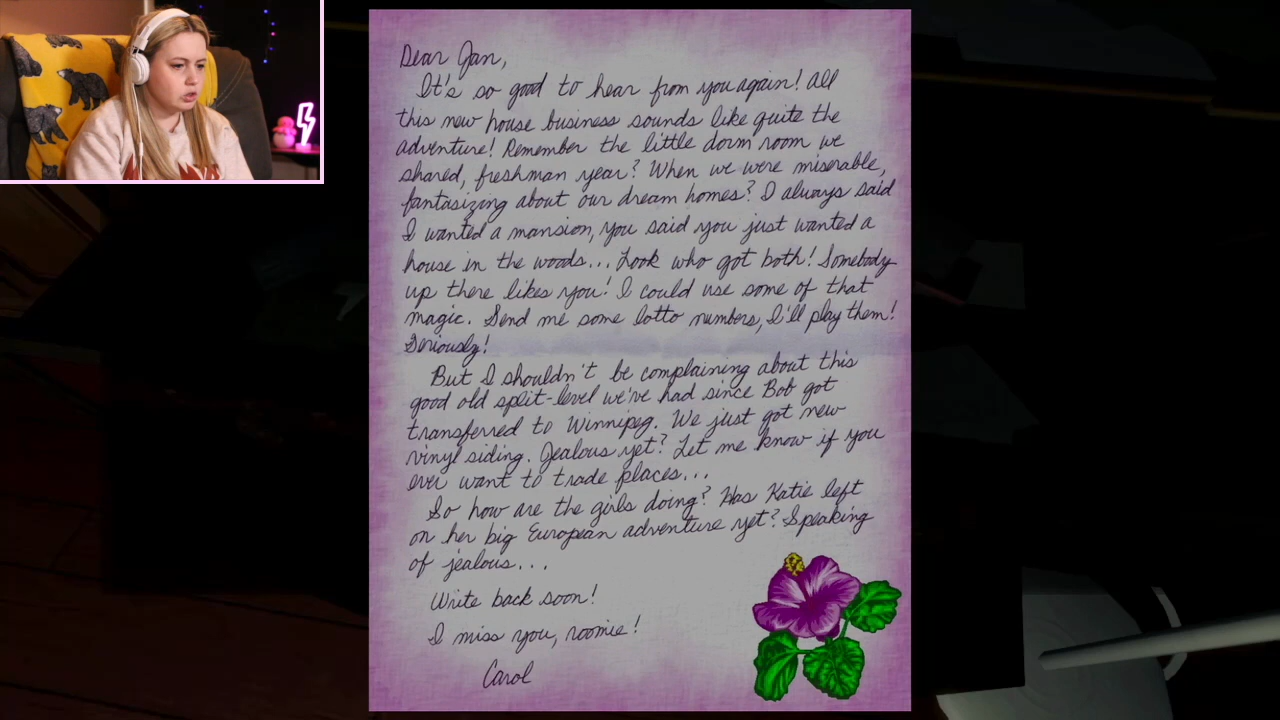 Dear Jan,
It's so good to hear from you again! All
this new house business sounds like quite the
adventure! Remember the little dorm room we
shared, freshman year? When we were miserable,
fantasizing about our dream homes? I always said
I wanted a mansion, you said you just wanted a
house in the woods... Look who got both! Somebody
up there likes you! I could use some of that
magic. Send me some lotto numbers, I'll play them!
Seriously!
But I shouldn't be complaining about this
good old split-level we've had since Bob got
transferred to Winnipeg. We just got new
vinyl siding. Jealous yet? Let me know if you
ever want to trade places...
So how are the girls doing? Has Katie left
on her big European adventure yet? Speaking
of jealous...
Write back soon!
I miss you, roomie!
Carol